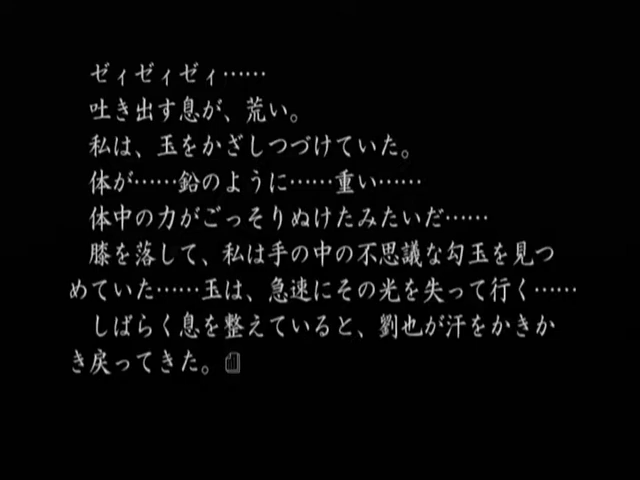 ゼィゼィゼィ……
吐き出す息が、荒い。
私は、玉をかざしつづけていた。
体が……鉛のように……重い……
体中の力がごっそりぬけたみたいだ……
膝を落して、私は手の中の不思議な勾玉を見つ
めていた……玉は、急速にその光を失って行く……
しばらく息を整えていると、劉也が汗をかきか
き戻ってきた。